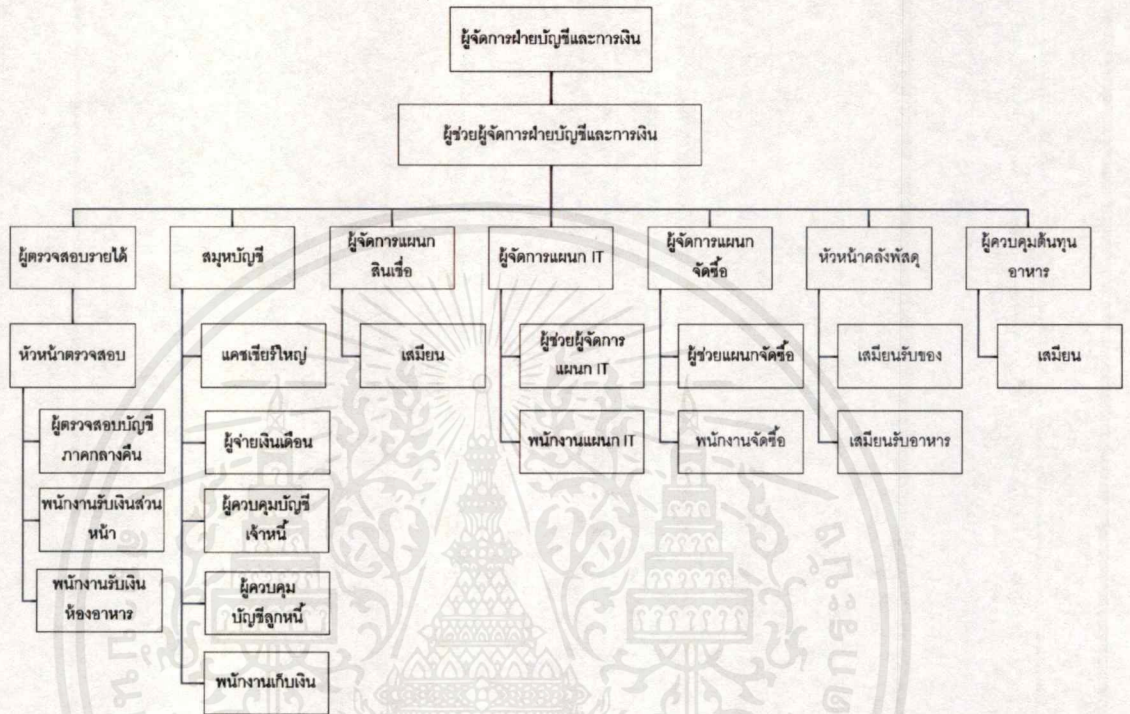 ผู้จัดการฝ่ายบัญชีและการเงิน
ผู้ช่วยผู้จัดการฝ่ายบัญชีและการเงิน
ผู้ตรวจสอบรายได้
สมุหบัญชี
ผู้จัดการแผนก
สินเชื่อ
ผู้จัดการแผนก IT
ผู้จัดการแผนก
จัดซื้อ
หัวหน้าคลังพัสดุ
ผู้ควบคุมต้นทุน
อาหาร
หัวหน้าตรวจสอบ
แคชเชียร์ใหญ่
เสมียน
ผู้ช่วยผู้จัดการ
แผนก IT
ผู้ช่วยแผนกจัดซื้อ
เสมียนรับของ
เสมียน
ผู้ตรวจสอบบัญชี
ภาคกลางคืน
ผู้จ่ายเงินเดือน
พนักงานแผนก IT
พนักงานจัดซื้อ
เสมียนรับอาหาร
พนักงานรับเงินส่วน
หน้า
ผู้ควบคุมบัญชี
เจ้าหนี้
พนักงานรับเงิน
ห้องอาหาร
ผู้ควบคุม
บัญชีลูกหนี้
พนักงานเก็บเงิน